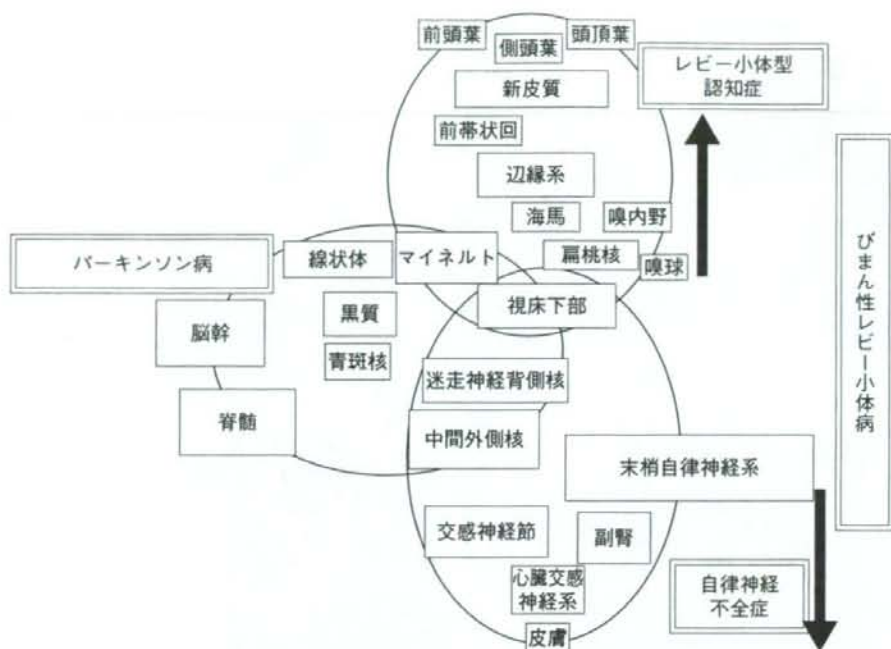 前頭葉
側頭葉
頭頂葉
新皮質
レビー小体型
認知症
前帯状回
辺縁系
海馬
嗅内野
パーキンソン病
線状体
マイネルト
扁桃核
嗅球
びまん性レビー小体病
黒質
視床下部
脳幹
青斑核
迷走神経背側核
脊髄
中間外側核
末梢自律神経系
交感神経節
副腎
心臓交感
神経系
自律神経
不全症
皮膚